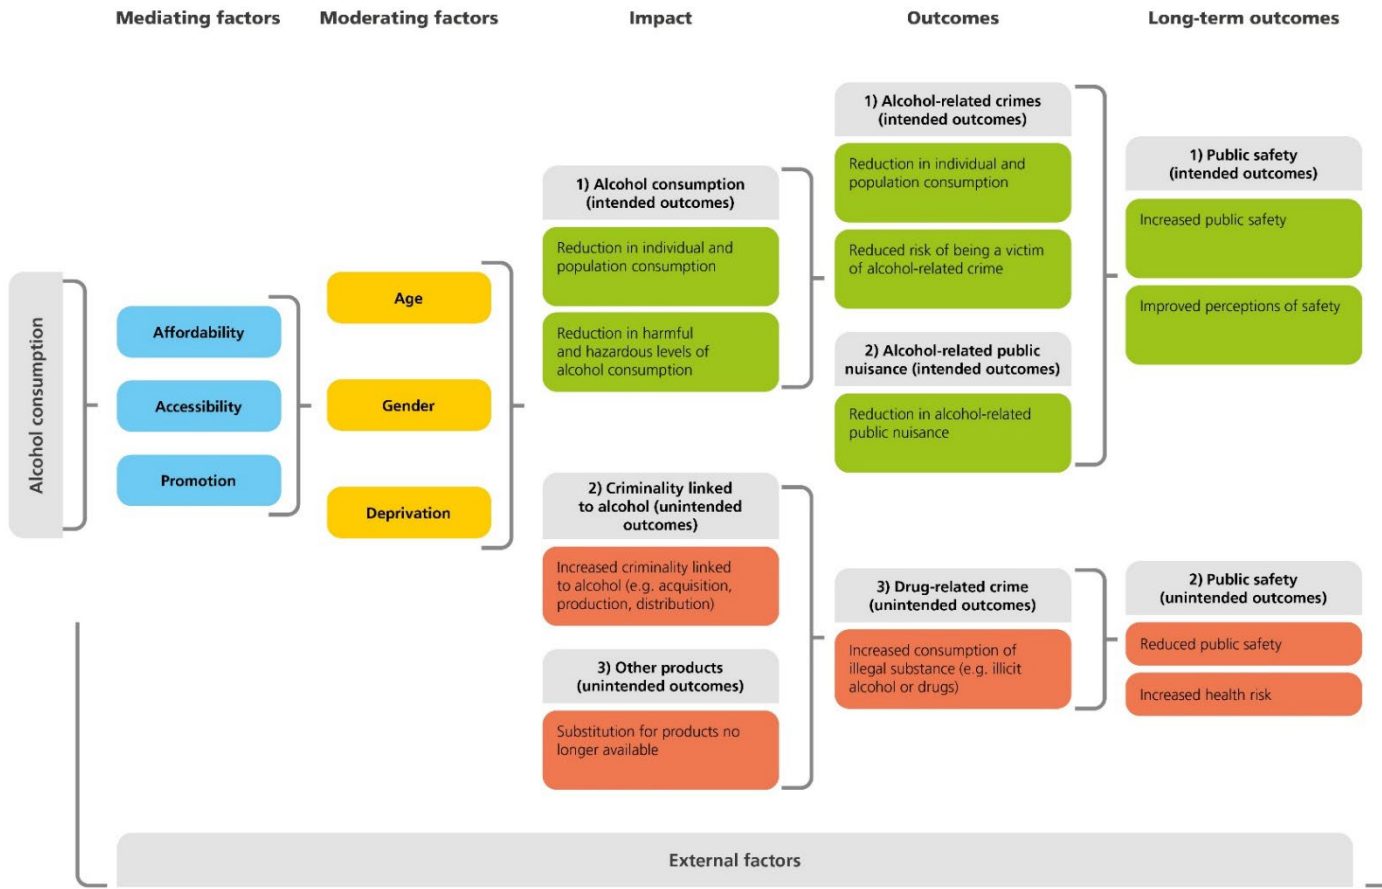 Mediating factors
Moderating factors
Impact
Outcomes
Long-term outcomes
Alcohol consumption
Affordability
Accessibility
Promotion
Age
Gender
Deprivation
1) Alcohol consumption
(intended outcomes)
Reduction in individual and
population consumption
Reduction in harmful
and hazardous levels of
alcohol consumption
2) Criminality linked
to alcohol (unintended
outcomes)
Increased criminality linked
to alcohol (e.g. acquisition,
production, distribution)
3) Other products
(unintended outcomes)
Substitution for products no
longer available
1) Alcohol-related crimes
(intended outcomes)
Reduction in individual and
population consumption
Reduced risk of being a victim
of alcohol-related crime
2) Alcohol-related public
nuisance (intended outcomes)
Reduction in alcohol-related
public nuisance
3) Drug-related crime
(unintended outcomes)
Increased consumption of
illegal substance (e.g. illicit
alcohol or drugs)
1) Public safety
(intended outcomes)
Increased public safety
Improved perceptions of safety
2) Public safety
(unintended outcomes)
Reduced public safety
Increased health risk
External factors